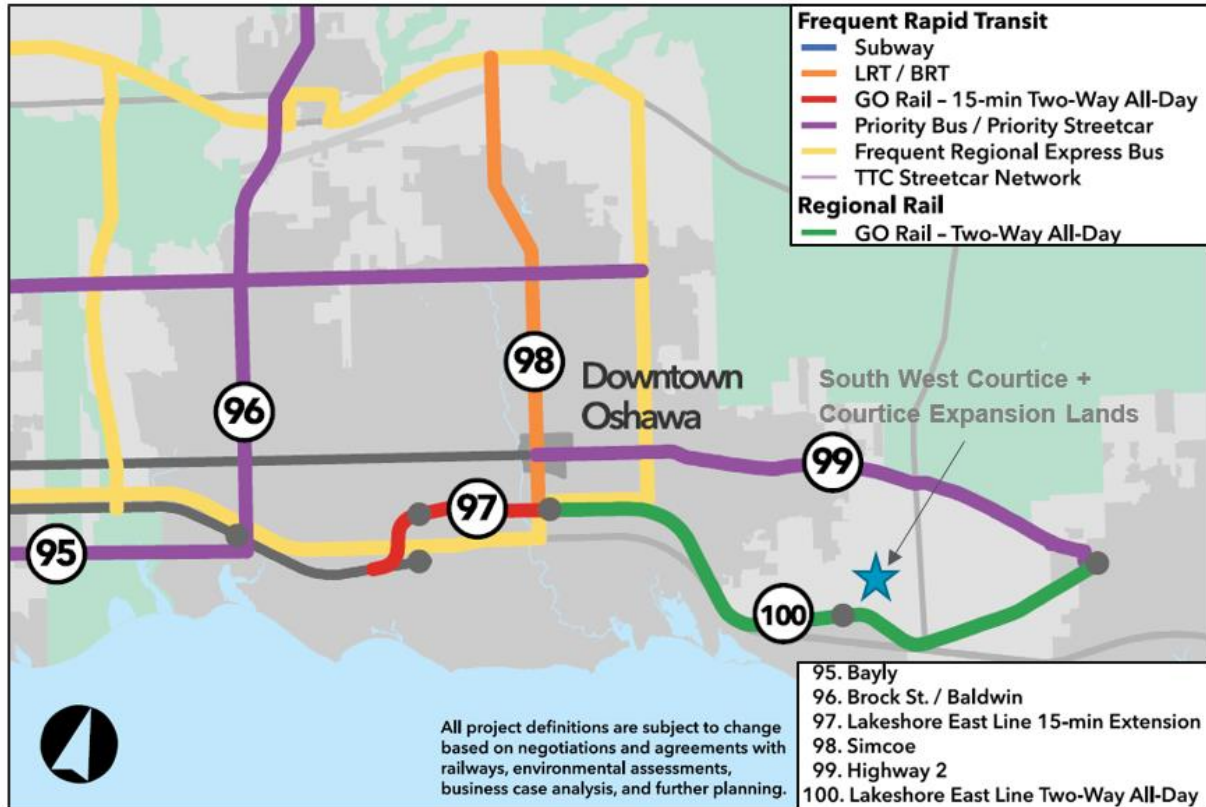 Frequent Rapid Transit
Subway
LRT / BRT
GO Rail – 15-min Two-Way All-Day
Priority Bus / Priority Streetcar
Frequent Regional Express Bus
TTC Streetcar Network
Regional Rail
GO Rail – Two-Way All-Day
98
Downtown
Oshawa
South West Courtice +
Courtice Expansion Lands
96
99
97
95
100
All project definitions are subject to change
based on negotiations and agreements with
railways, environmental assessments,
business case analysis, and further planning.
95. Bayly
96. Brock St. / Baldwin
97. Lakeshore East Line 15-min Extension
98. Simcoe
99. Highway 2
100. Lakeshore East Line Two-Way All-Day